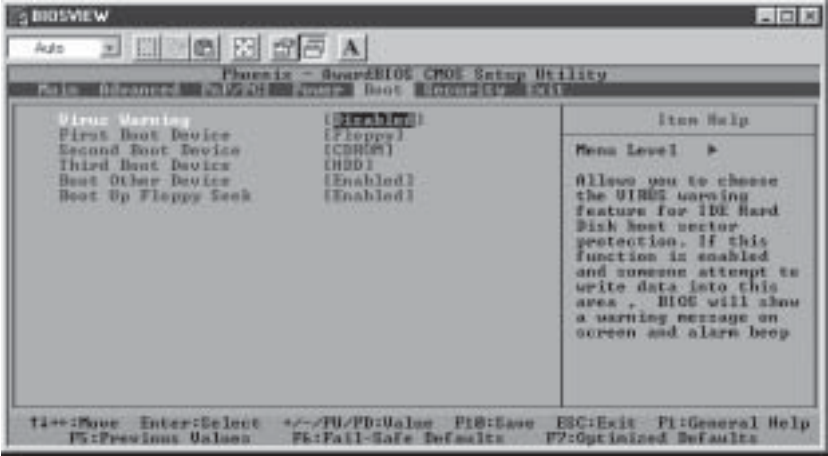 BIOSVIEW
Auto
A
Phoenix - AwardBIOS CMOS Setup Utility
Main Advanced PnP/PCI Power Boot Security Exit
Virus Warning [Disabled]
First Boot Device [Floppy]
Second Boot Device [CDROM]
Third Boot Device [HDD]
Boot Other Device [Enabled]
Boot Up Floppy Seek [Enabled]
Item Help
Menu Level ▶
Allows you to choose
the VIRUS warning
feature for IDE Hard
Disk boot sector
protection. If this
function is enabled
and someone attempt to
write data into this
area , BIOS will show
a warning message on
screen and alarm beep
↑↓←→:Move Enter:Select +/-/PU/PD:Value F10:Save ESC:Exit F1:General Help
F5:Previous Values F6:Fail-Safe Defaults F7:Optimized Defaults